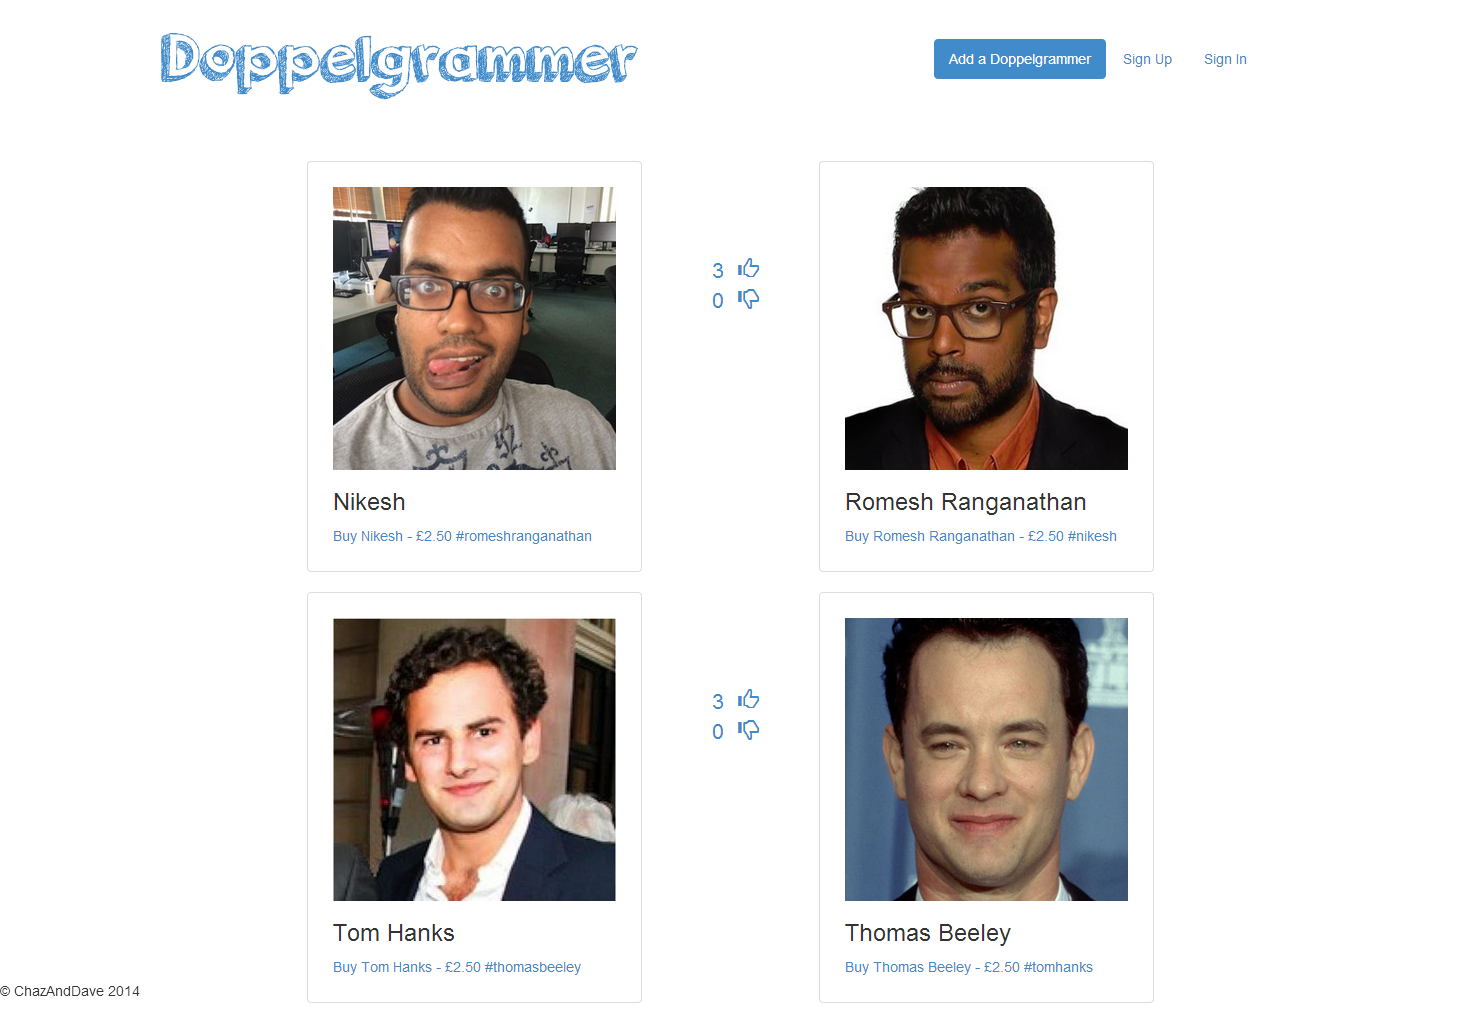 Doppelgrammer
Add a Doppelgrammer
Sign Up
Sign In
3
0
Nikesh
Buy Nikesh - £2.50 #romeshranganathan
Romesh Ranganathan
Buy Romesh Ranganathan - £2.50 #nikesh
3
0
Tom Hanks
Buy Tom Hanks - £2.50 #thomasbeeley
Thomas Beeley
Buy Thomas Beeley - £2.50 #tomhanks
© ChazAndDave 2014